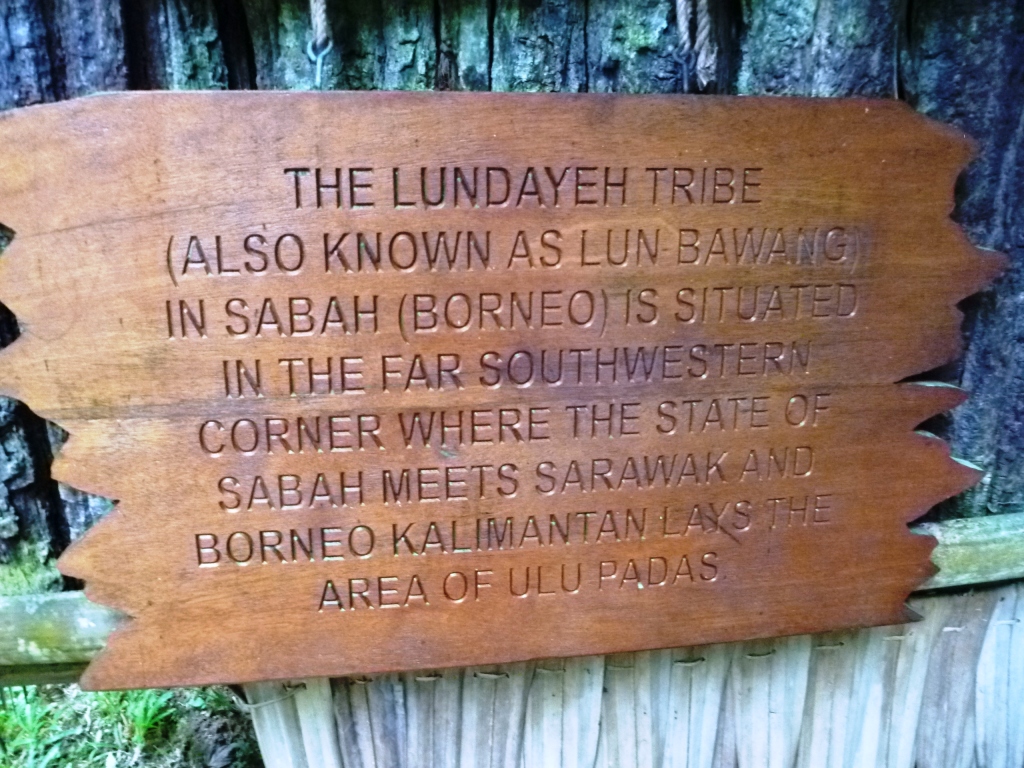 THE LUNDAYEH TRIBE
(ALSO KNOWN AS LUN BAWANG)
IN SABAH (BORNEO) IS SITUATED
IN THE FAR SOUTHWESTERN
CORNER WHERE THE STATE OF
SABAH MEETS SARAWAK AND
BORNEO KALIMANTAN LAYS THE
AREA OF ULU PADAS